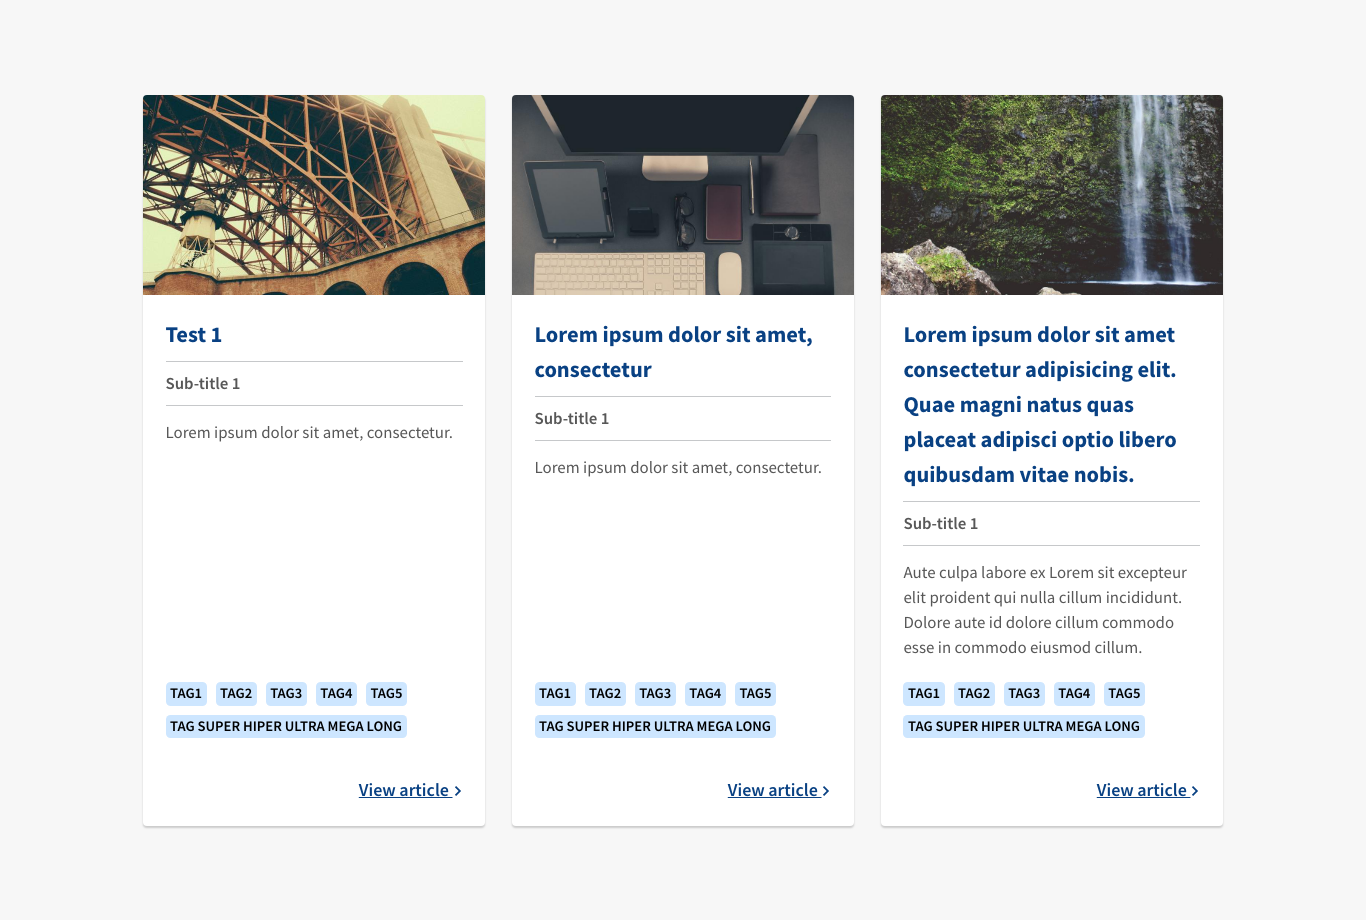 Test 1
Sub-title 1
Lorem ipsum dolor sit amet, consectetur.
TAG1 TAG2 TAG3 TAG4 TAG5
TAG SUPER HIPER ULTRA MEGA LONG
View article
Lorem ipsum dolor sit amet,
consectetur
Sub-title 1
Lorem ipsum dolor sit amet, consectetur.
TAG1 TAG2 TAG3 TAG4 TAG5
TAG SUPER HIPER ULTRA MEGA LONG
View article
Lorem ipsum dolor sit amet
consectetur adipisicing elit.
Quae magni natus quas
placeat adipisci optio libero
quibusdam vitae nobis.
Sub-title 1
Aute culpa labore ex Lorem sit excepteur
elit proident qui nulla cillum incididunt.
Dolore aute id dolore cillum commodo
esse in commodo eiusmod cillum.
TAG1 TAG2 TAG3 TAG4 TAG5
TAG SUPER HIPER ULTRA MEGA LONG
View article